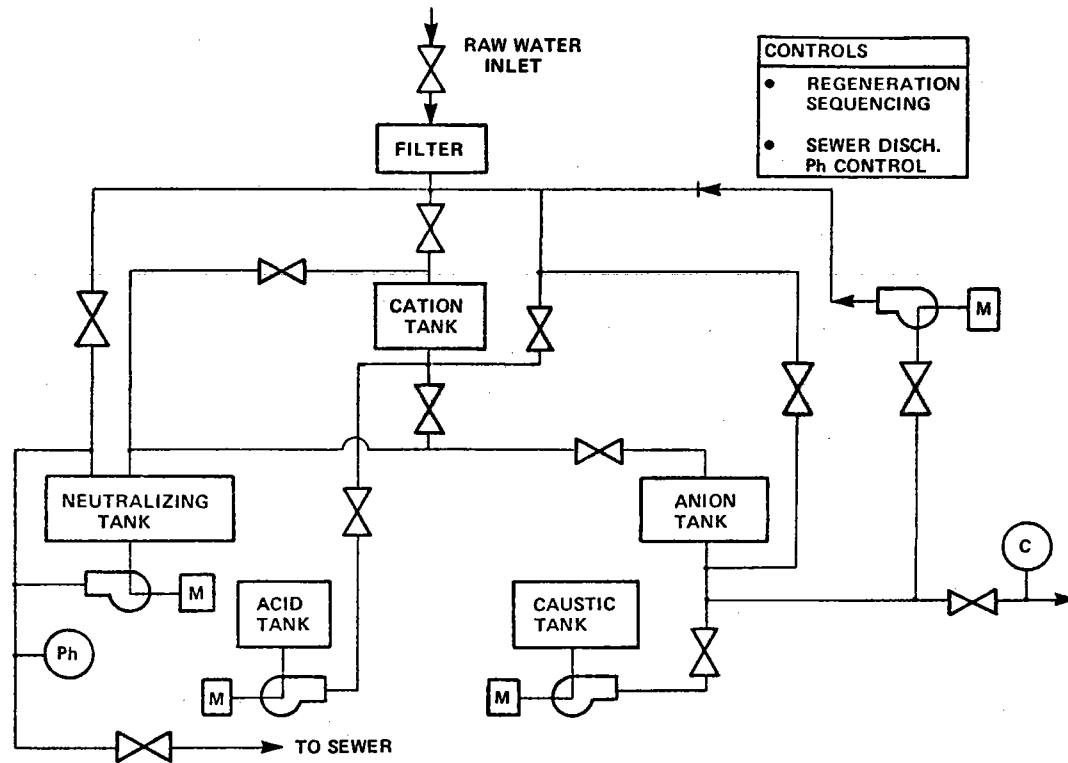 RAW WATER
INLET
CONTROLS
● REGENERATION
SEQUENCING
● SEWER DISCH.
Ph CONTROL
FILTER
CATION
TANK
M
NEUTRALIZING
TANK
ANION
TANK
C
M
ACID
TANK
CAUSTIC
TANK
Ph
M
M
TO SEWER